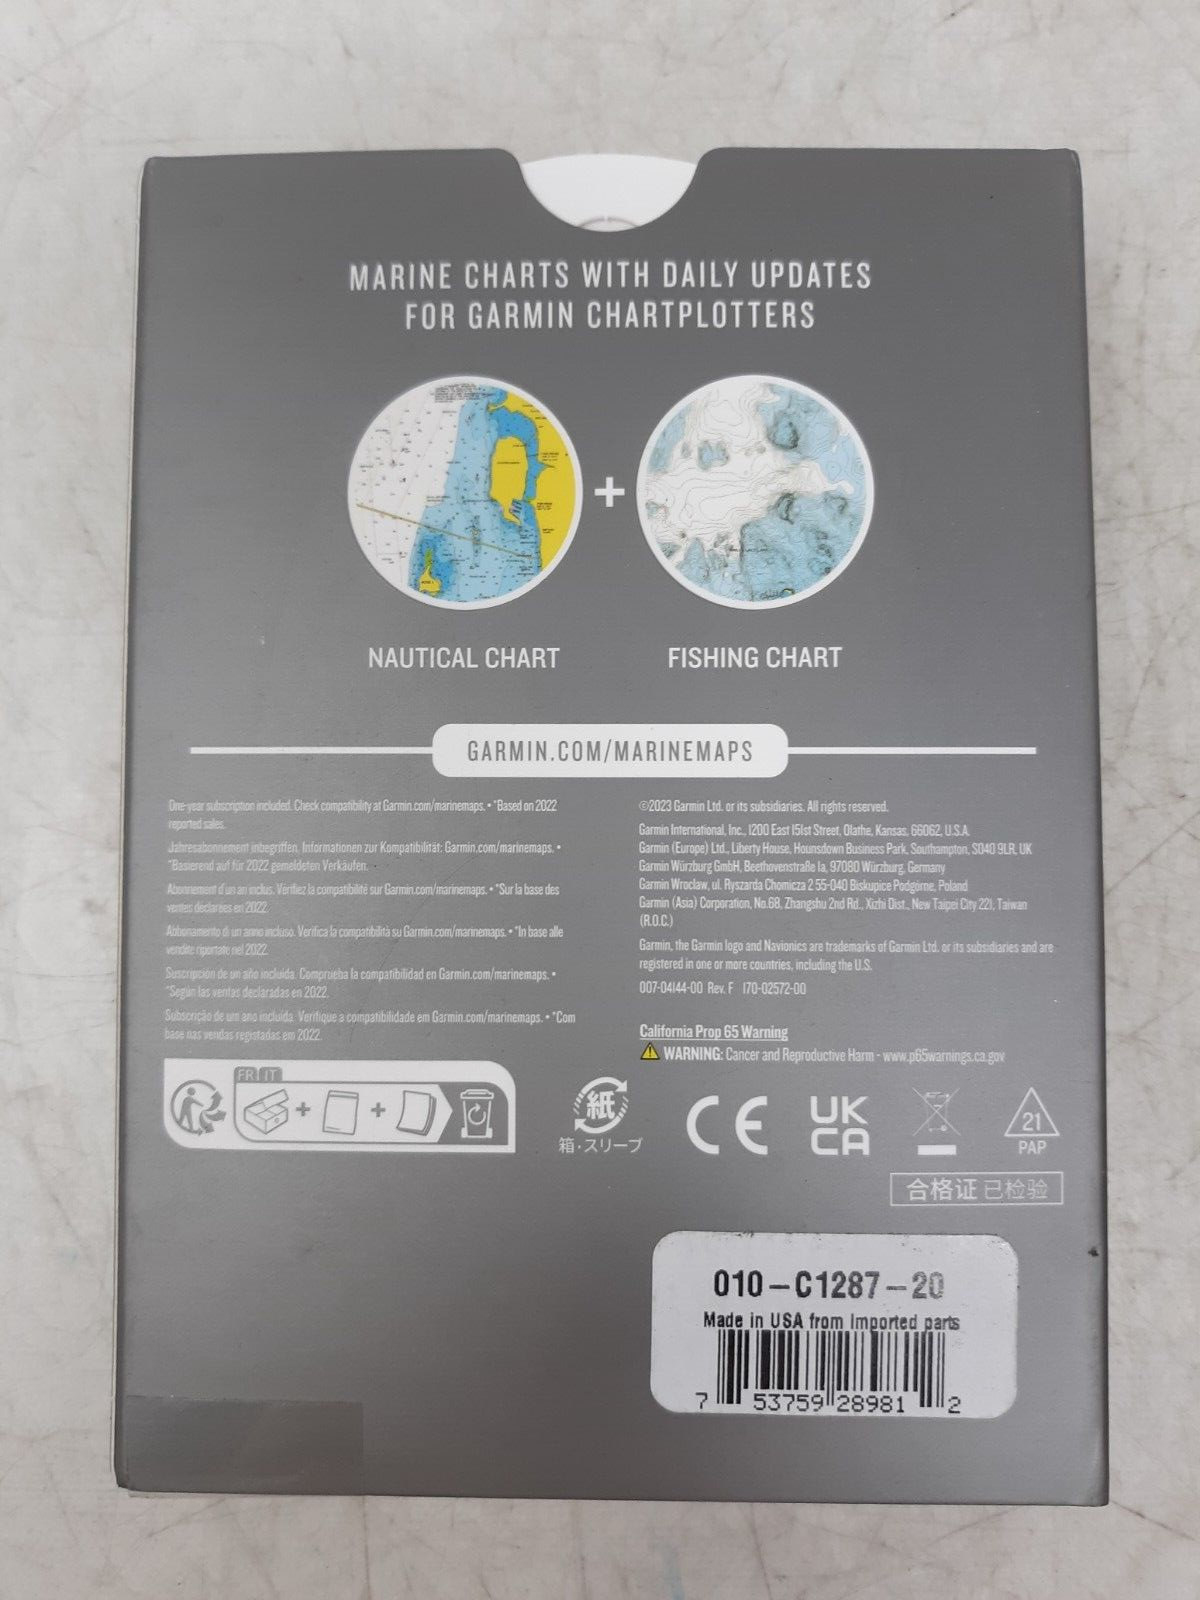 MARINE CHARTS WITH DAILY UPDATES
FOR GARMIN CHARTPLOTTERS
+
NAUTICAL CHART
FISHING CHART
GARMIN.COM/MARINEMAPS
One-year subscription included. Check compatibility at Garmin.com/marinemaps. • *Based on 2022
reported sales.
Jahresabonnement inbegriffen. Informationen zur Kompatibilität: Garmin.com/marinemaps. •
*Basierend auf für 2022 gemeldeten Verkäufen.
Abonnement d'un an inclus. Vérifiez la compatibilité sur Garmin.com/marinemaps. • *Sur la base des
ventes déclarées en 2022.
Abbonamento di un anno incluso. Verifica la compatibilità su Garmin.com/marinemaps. • *In base alle
vendite riportate nel 2022.
Suscripción de un año incluida. Comprueba la compatibilidad en Garmin.com/marinemaps. •
*Según las ventas declaradas en 2022.
Subscrição de um ano incluída. Verifique a compatibilidade em Garmin.com/marinemaps. • *Com
base nas vendas registadas em 2022.
©2023 Garmin Ltd. or its subsidiaries. All rights reserved.
Garmin International, Inc., 1200 East 151st Street, Olathe, Kansas, 66062, U.S.A.
Garmin (Europe) Ltd., Liberty House, Hounsdown Business Park, Southampton, SO40 9LR, UK
Garmin Würzburg GmbH, Beethovenstraße 1a, 97080 Würzburg, Germany
Garmin Wroclaw, ul. Ryszarda Chomicza 2 55-040 Biskupice Podgórne, Poland
Garmin (Asia) Corporation, No.68, Zhangshu 2nd Rd., Xizhi Dist., New Taipei City 221, Taiwan
(R.O.C.)
Garmin, the Garmin logo and Navionics are trademarks of Garmin Ltd. or its subsidiaries and are
registered in one or more countries, including the U.S.
007-04144-00 Rev. F 170-02572-00
California Prop 65 Warning
WARNING: Cancer and Reproductive Harm - www.p65warnings.ca.gov
FR IT
+ +
紙
箱・スリーブ
CE
UK
CA
21
PAP
合格证 已检验
010-C1287-20
Made in USA from Imported parts
7 53759 28981 2